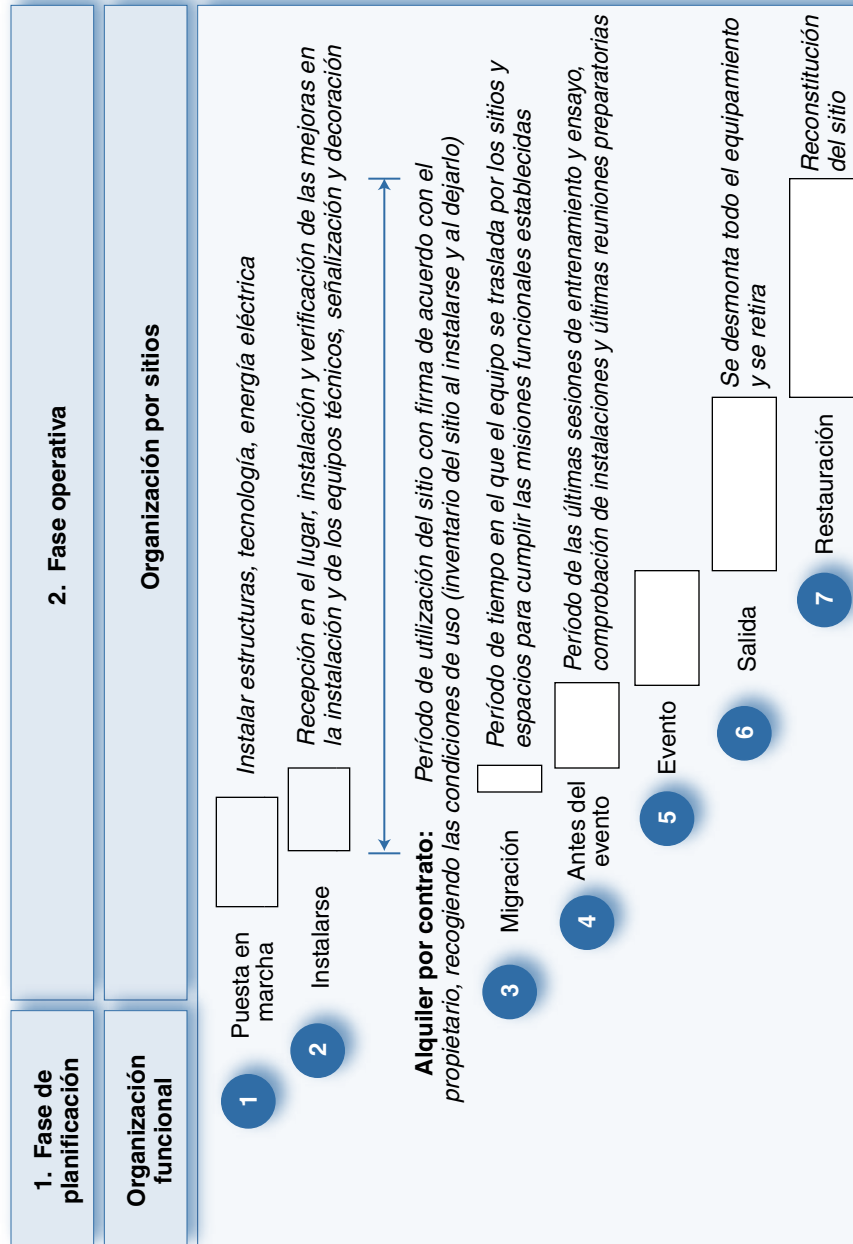 1. Fase de
planificación
2. Fase operativa
Organización
funcional
Organización por sitios
1
Puesta en
marcha
Instalar estructuras, tecnología, energía eléctrica
2
Instalarse
Recepción en el lugar, instalación y verificación de las mejoras en
la instalación y de los equipos técnicos, señalización y decoración
Alquiler por contrato: Período de utilización del sitio con firma de acuerdo con el
propietario, recogiendo las condiciones de uso (inventario del sitio al instalarse y al dejarlo)
3
Migración
Período de tiempo en el que el equipo se traslada por los sitios y
espacios para cumplir las misiones funcionales establecidas
4
Antes del
evento
Período de las últimas sesiones de entrenamiento y ensayo,
comprobación de instalaciones y últimas reuniones preparatorias
5
Evento
6
Salida
Se desmonta todo el equipamiento
y se retira
7
Restauración
Reconstitución
del sitio